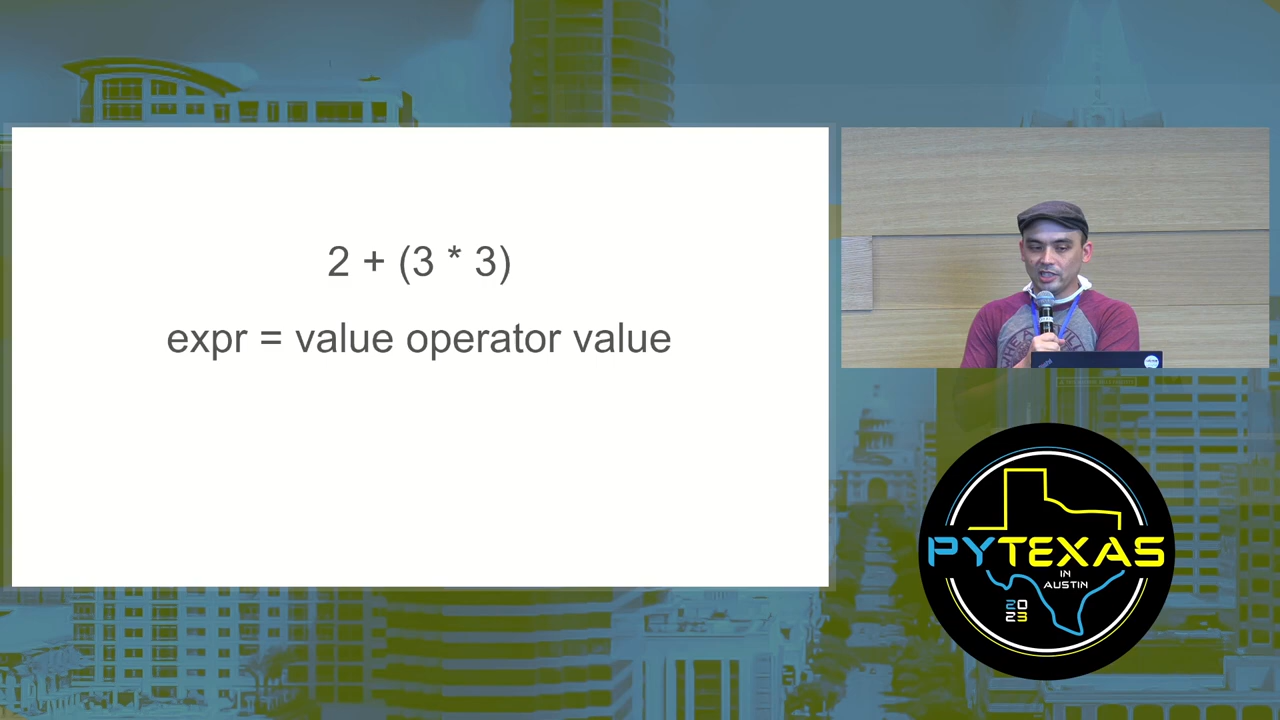 2 + (3 * 3)
expr = value operator value
PYTEXAS
IN
AUSTIN
20
23